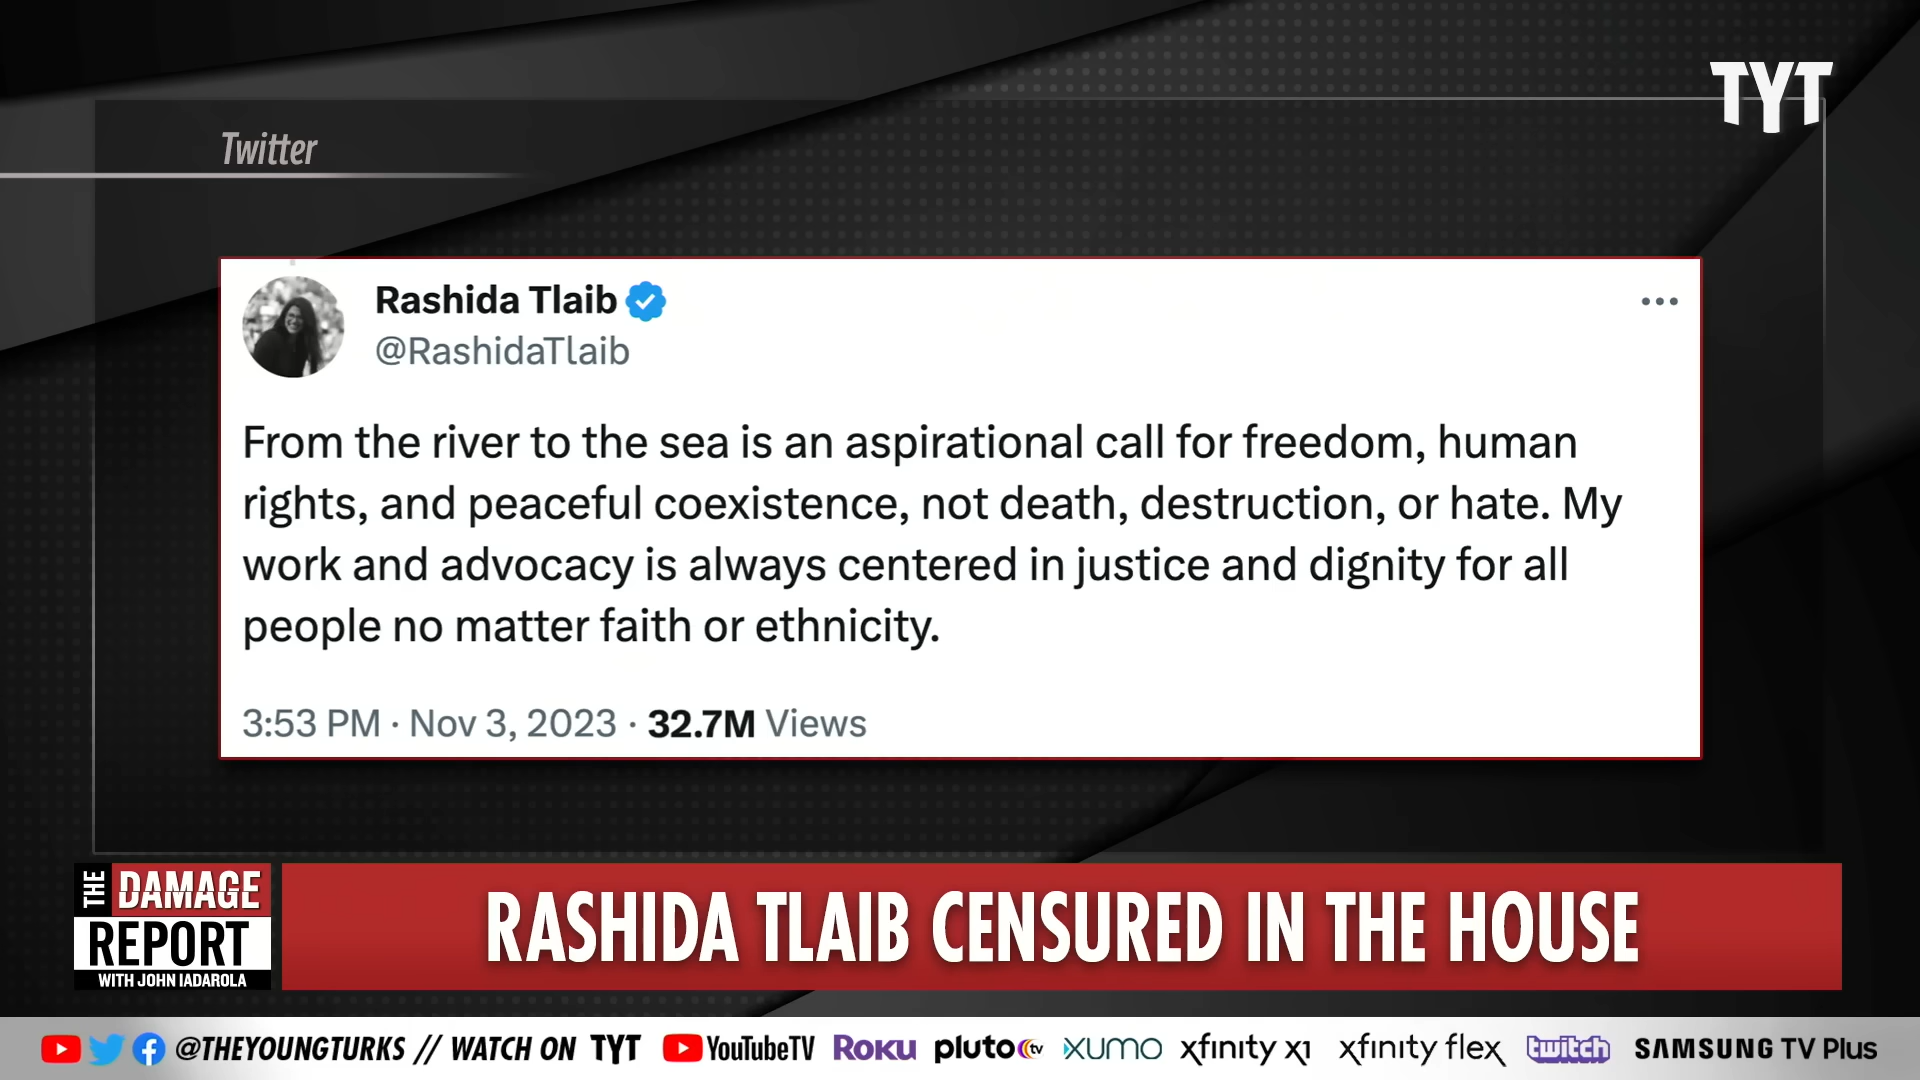 TYT
Twitter
Rashida Tlaib
@RashidaTlaib
From the river to the sea is an aspirational call for freedom, human
rights, and peaceful coexistence, not death, destruction, or hate. My
work and advocacy is always centered in justice and dignity for all
people no matter faith or ethnicity.
3:53 PM · Nov 3, 2023 · 32.7M Views
THE DAMAGE
REPORT
WITH JOHN IADAROLA
RASHIDA TLAIB CENSURED IN THE HOUSE
@THEYOUNGTURKS // WATCH ON TYT YouTubeTV ROKU pluto tv XUMO xfinity x1 xfinity flex twitch SAMSUNG TV Plus